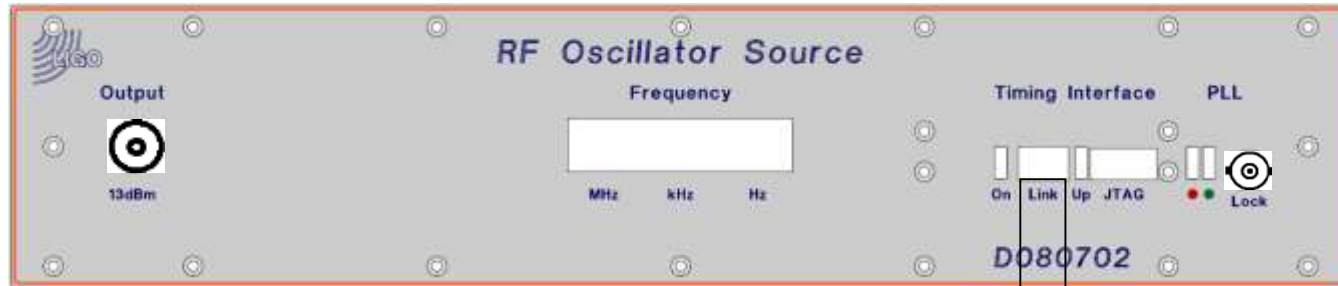 LIGO
RF Oscillator Source
Output
Frequency
Timing Interface
PLL
13dBm
MHz kHz Hz
On Link Up JTAG
Lock
D080702